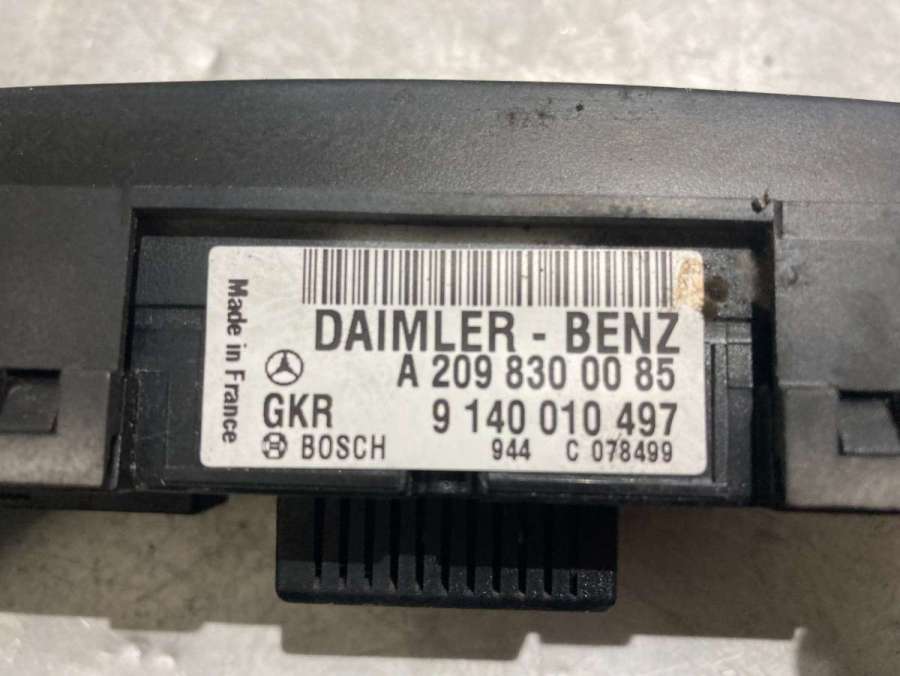 Made in France
DAIMLER - BENZ
A 209 830 00 85
GKR 9 140 010 497
BOSCH 944 C 078499